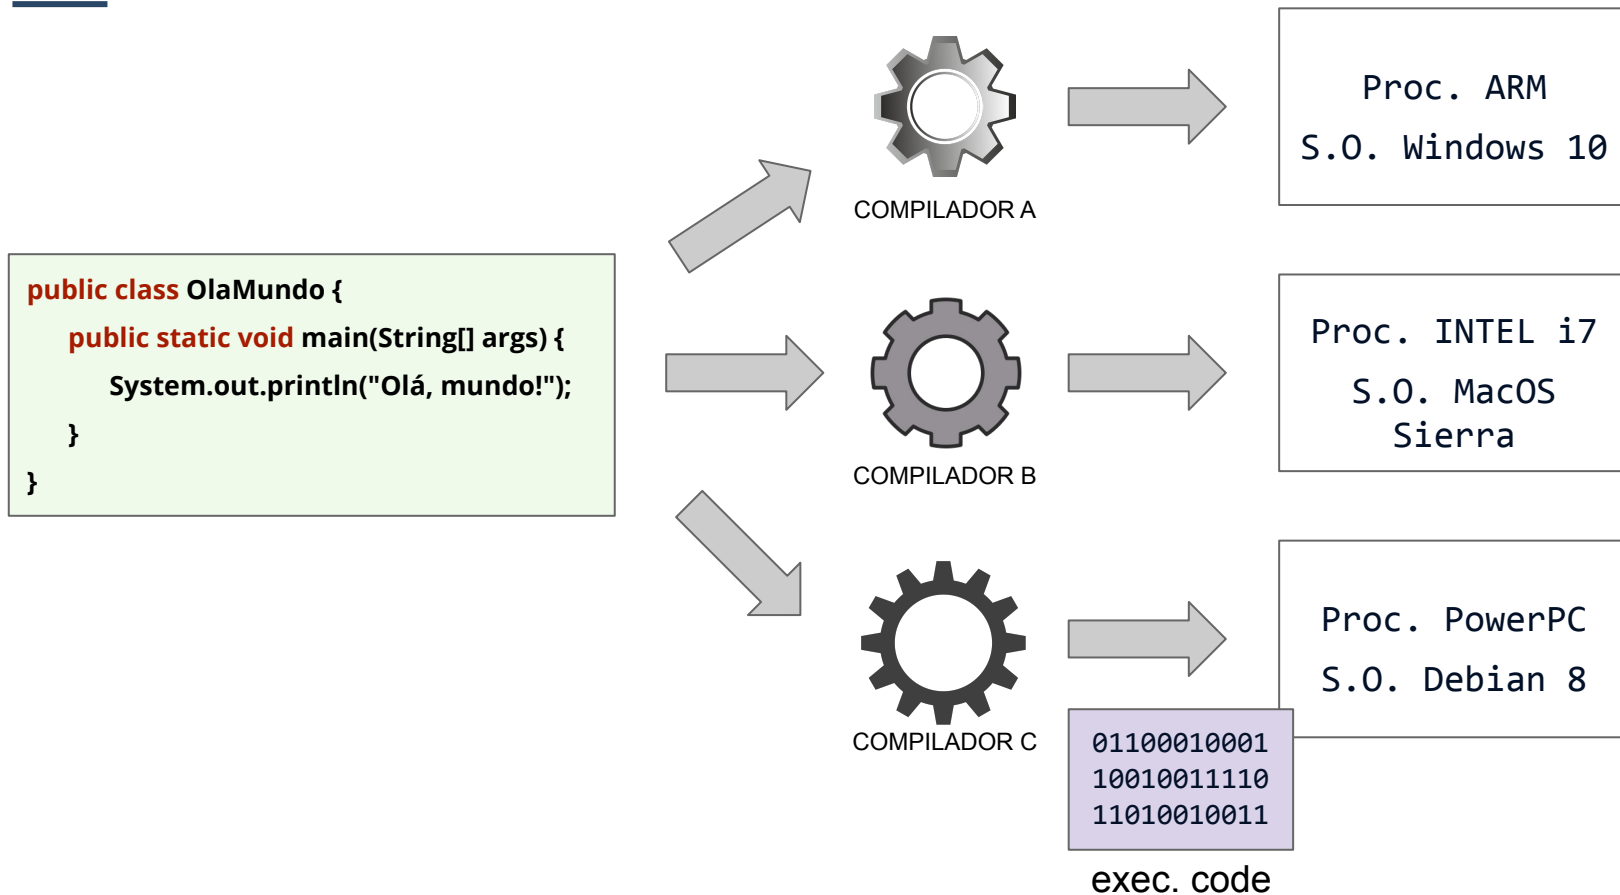 public class OlaMundo {
public static void main(String[] args) {
System.out.println("Olá, mundo!");
}
}
COMPILADOR A
COMPILADOR B
COMPILADOR C
Proc. ARM
S.O. Windows 10
Proc. INTEL i7
S.O. MacOS
Sierra
Proc. PowerPC
S.O. Debian 8
01100010001
10010011110
11010010011
exec. code